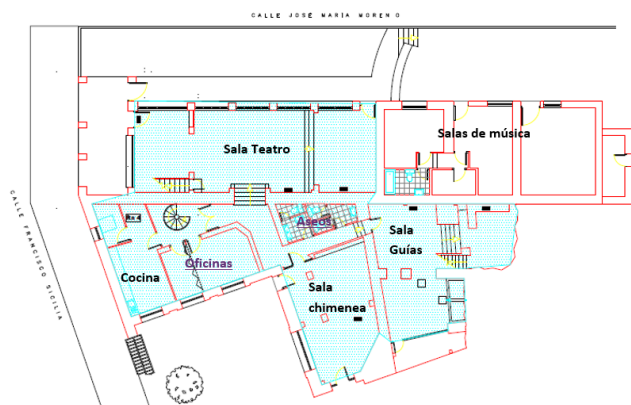 CALLE JOSÉ MARÍA MORENO
Sala Teatro
Salas de música
CALLE FRANCISCO SICILIA
Aseos
Sala
Guías
Oficinas
Cocina
Sala
chimenea